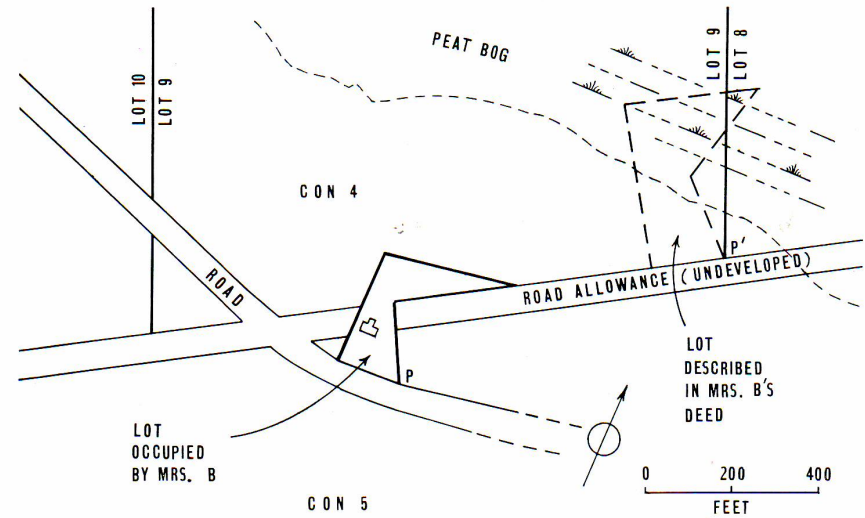 PEAT BOG
LOT 10
LOT 9
LOT 9
LOT 8
CON 4
ROAD
P'
ROAD ALLOWANCE (UNDEVELOPED)
P
LOT
DESCRIBED
IN MRS. B'S
DEED
LOT
OCCUPIED
BY MRS. B
0 200 400
FEET
CON 5